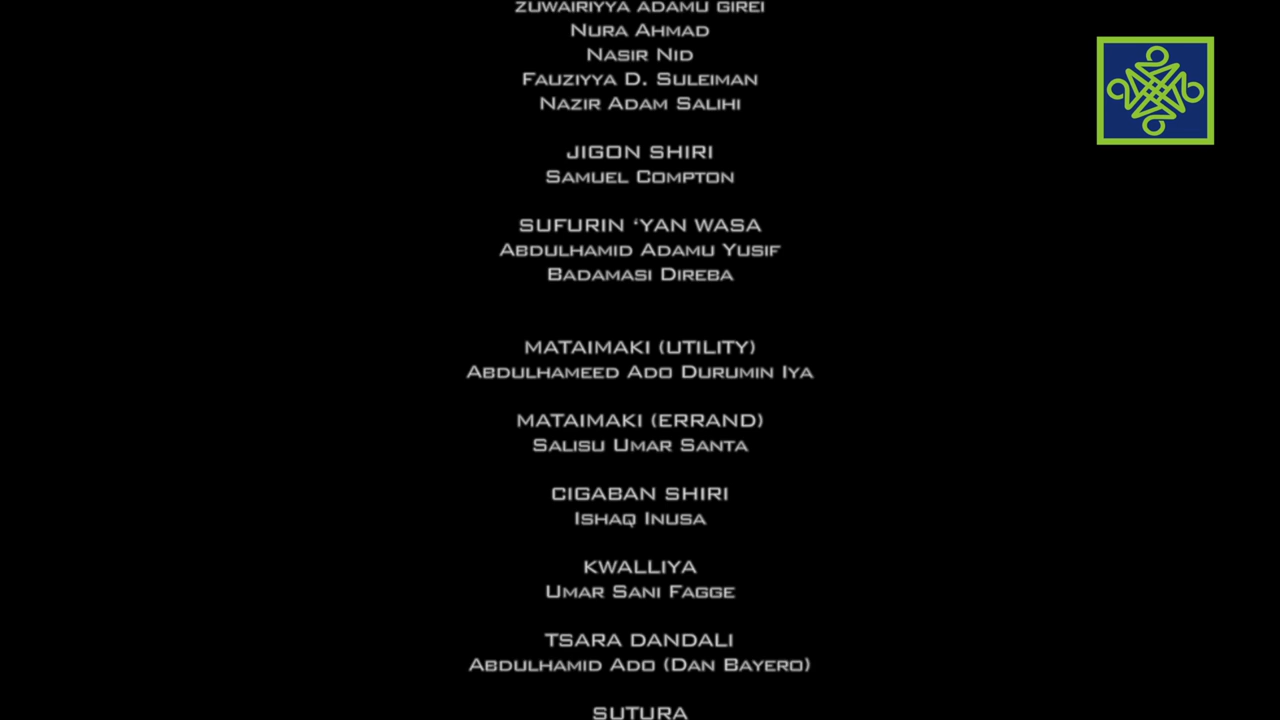 ZUWAIRIYYA ADAMU GIREI
NURA AHMAD
NASIR NID
FAUZIYYA D. SULEIMAN
NAZIR ADAM SALIHI
JIGON SHIRI
SAMUEL COMPTON
SUFURIN ‘YAN WASA
ABDULHAMID ADAMU YUSIF
BADAMASI DIREBA
MATAIMAKI (UTILITY)
ABDULHAMEED ADO DURUMIN IYA
MATAIMAKI (ERRAND)
SALISU UMAR SANTA
CIGABAN SHIRI
ISHAQ INUSA
KWALLIYA
UMAR SANI FAGGE
TSARA DANDALI
ABDULHAMID ADO (DAN BAYERO)
SUTURA